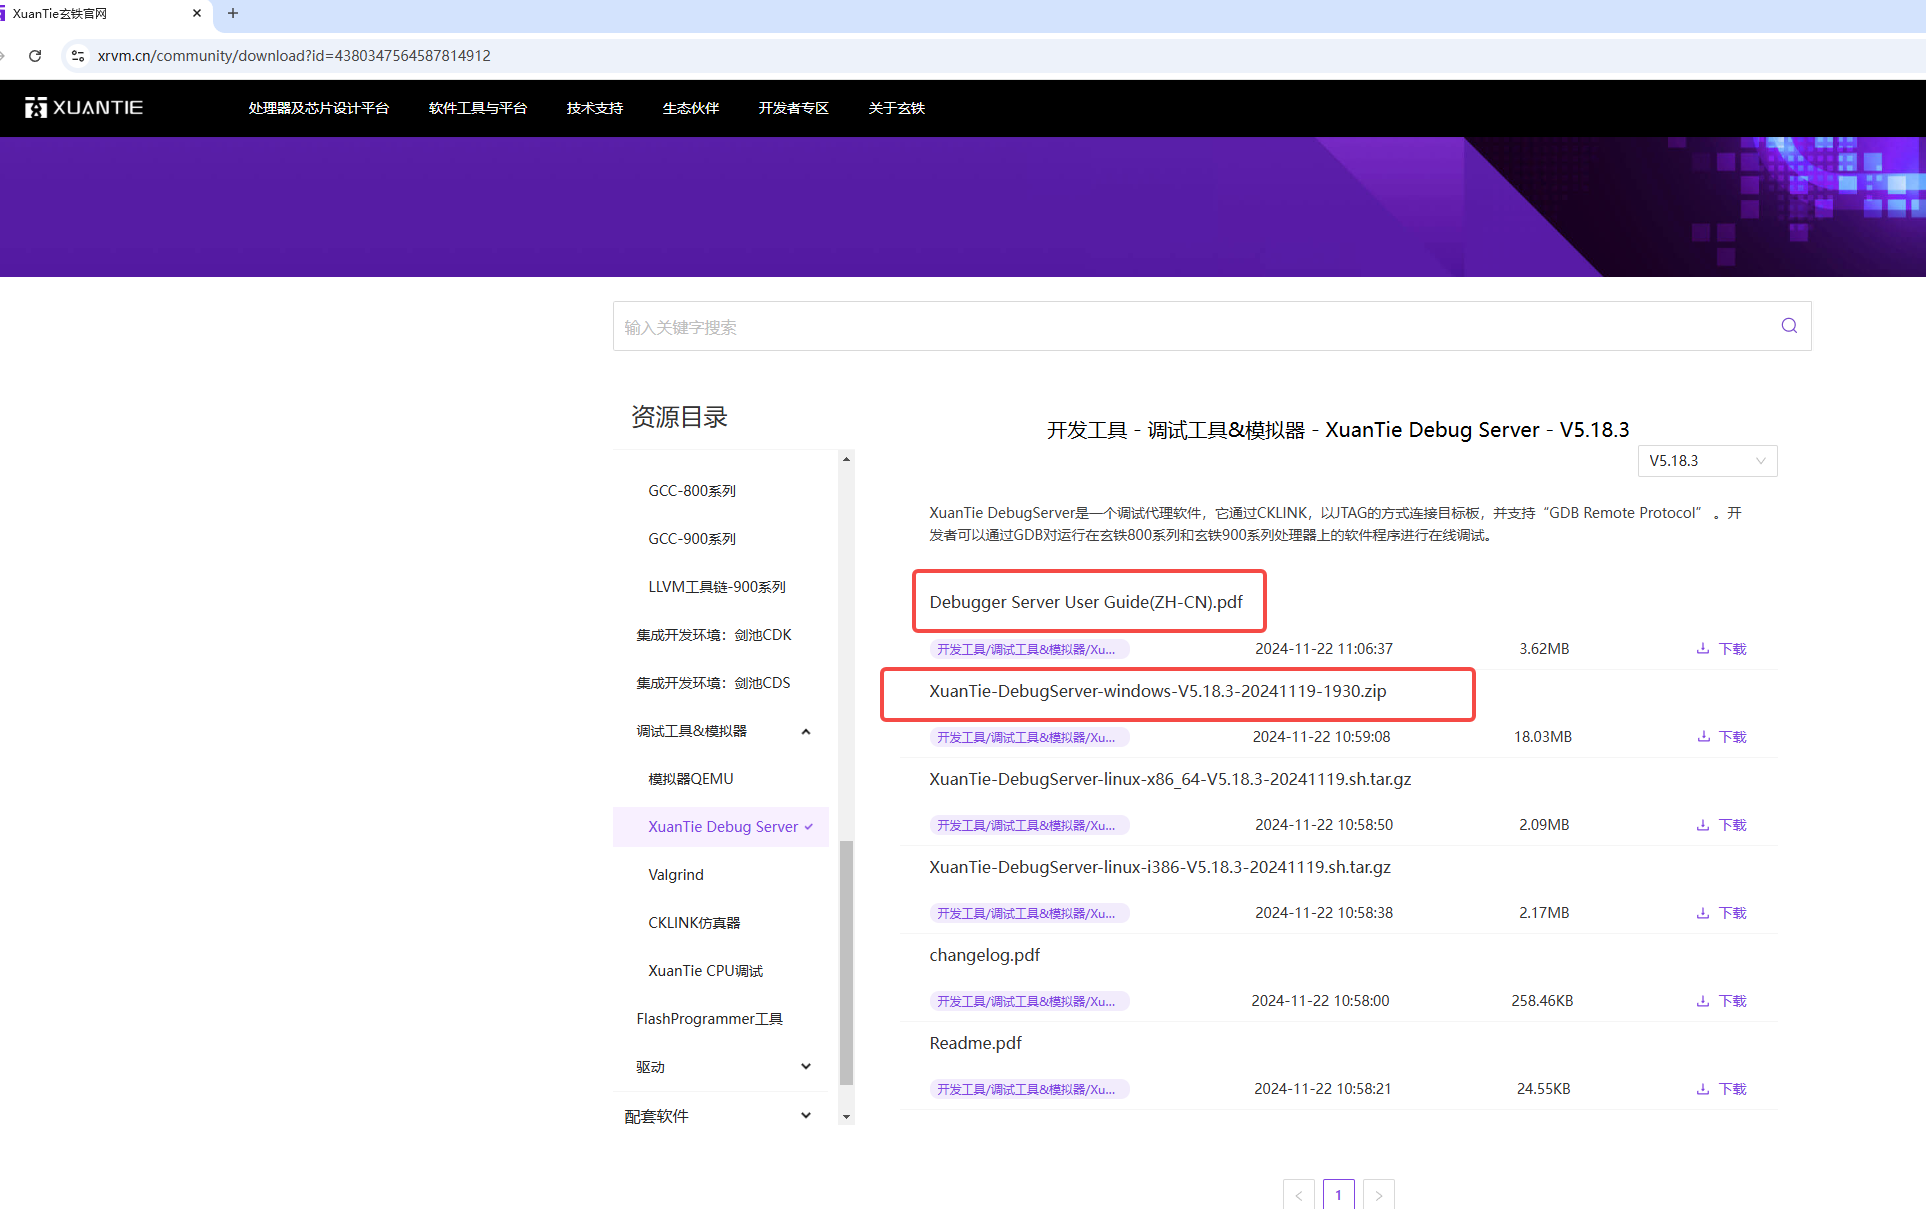 XuanTie玄铁官网
xrvm.cn/community/download?id=4380347564587814912
XUANTIE
处理器及芯片设计平台
软件工具与平台
技术支持
生态伙伴
开发者专区
关于玄铁
输入关键字搜索
资源目录
GCC-800系列
GCC-900系列
LLVM工具链-900系列
集成开发环境：剑池CDK
集成开发环境：剑池CDS
调试工具&模拟器
模拟器QEMU
XuanTie Debug Server
Valgrind
CKLINK仿真器
XuanTie CPU调试
FlashProgrammer工具
驱动
配套软件
开发工具 - 调试工具&模拟器 - XuanTie Debug Server - V5.18.3
V5.18.3
XuanTie DebugServer是一个调试代理软件，它通过CKLINK，以JTAG的方式连接目标板，并支持“GDB Remote Protocol” 。开
发者可以通过GDB对运行在玄铁800系列和玄铁900系列处理器上的软件程序进行在线调试。
Debugger Server User Guide(ZH-CN).pdf
开发工具/调试工具&模拟器/Xu... 2024-11-22 11:06:37 3.62MB 下载
XuanTie-DebugServer-windows-V5.18.3-20241119-1930.zip
开发工具/调试工具&模拟器/Xu... 2024-11-22 10:59:08 18.03MB 下载
XuanTie-DebugServer-linux-x86_64-V5.18.3-20241119.sh.tar.gz
开发工具/调试工具&模拟器/Xu... 2024-11-22 10:58:50 2.09MB 下载
XuanTie-DebugServer-linux-i386-V5.18.3-20241119.sh.tar.gz
开发工具/调试工具&模拟器/Xu... 2024-11-22 10:58:38 2.17MB 下载
changelog.pdf
开发工具/调试工具&模拟器/Xu... 2024-11-22 10:58:00 258.46KB 下载
Readme.pdf
开发工具/调试工具&模拟器/Xu... 2024-11-22 10:58:21 24.55KB 下载
1